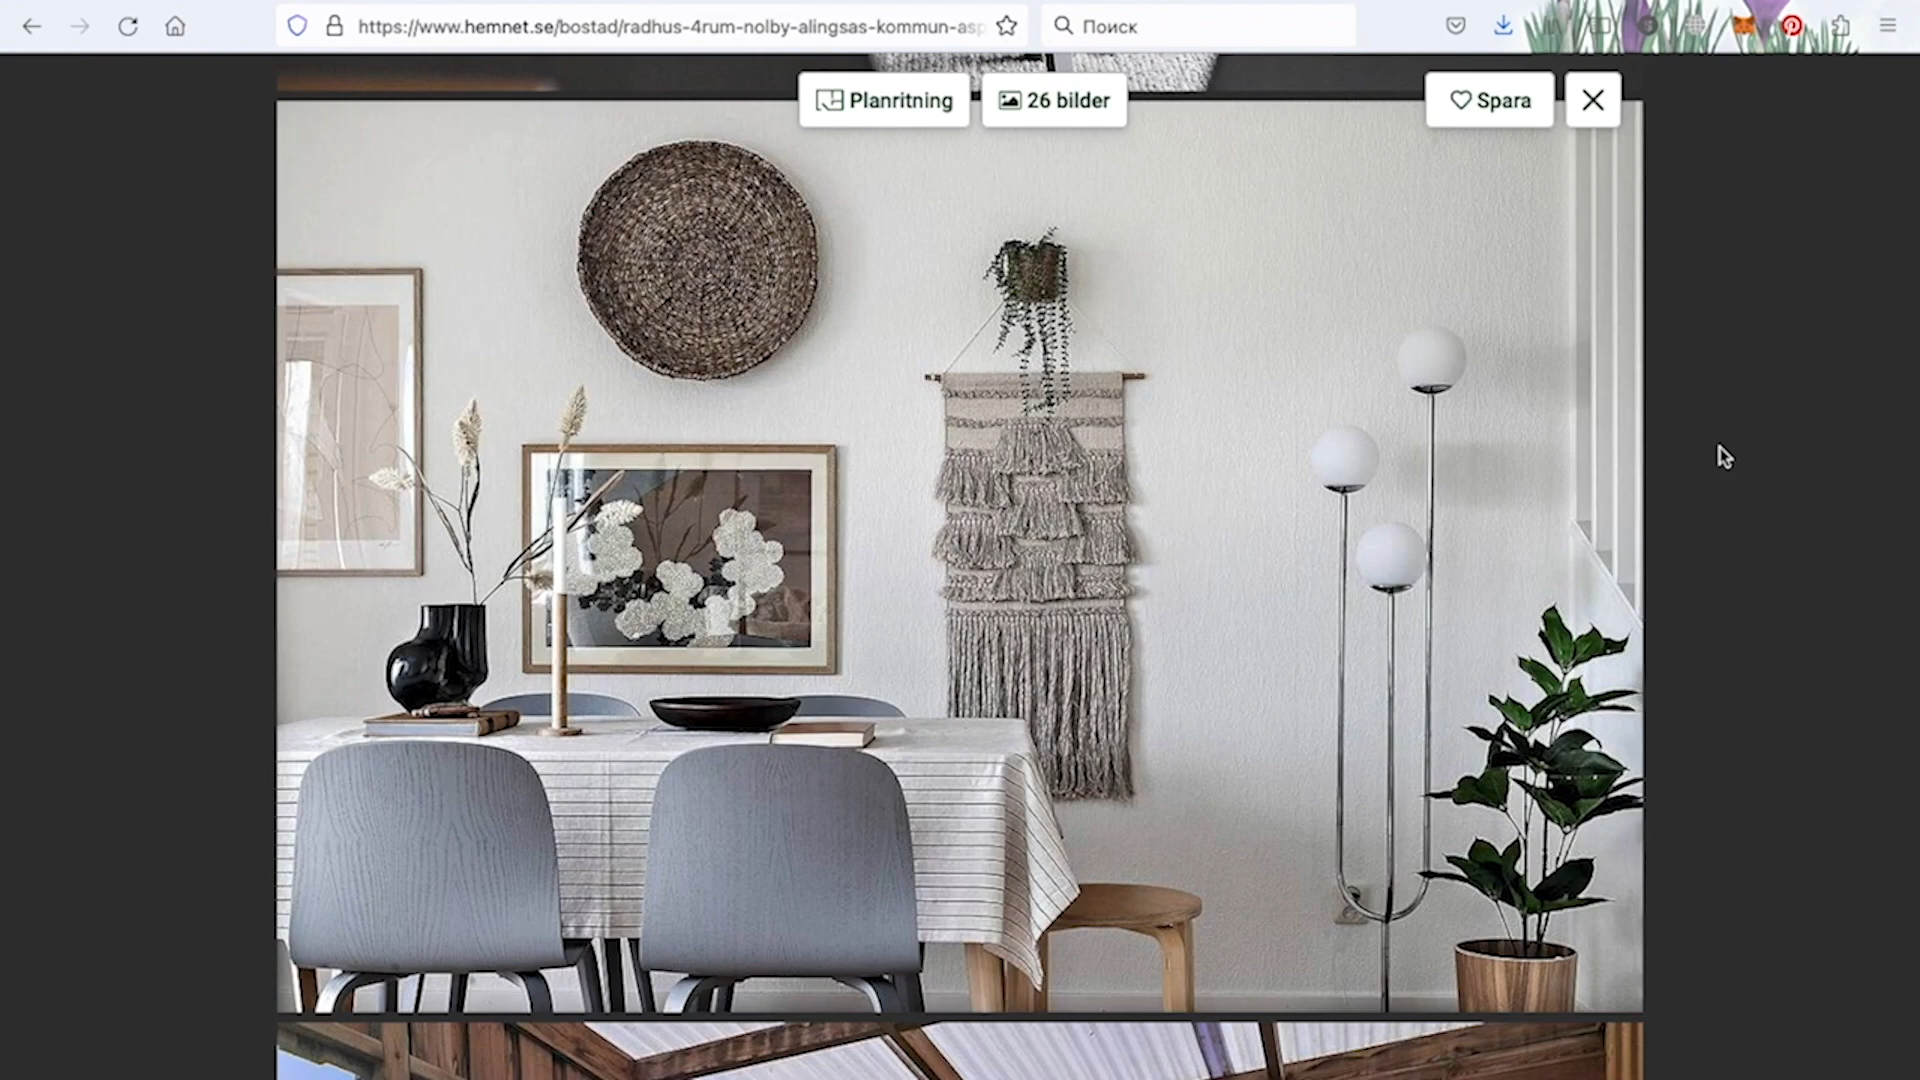 https://www.hemnet.se/bostad/radhus-4rum-nolby-alingsas-kommun-asp
Поиск
Planritning
26 bilder
Spara